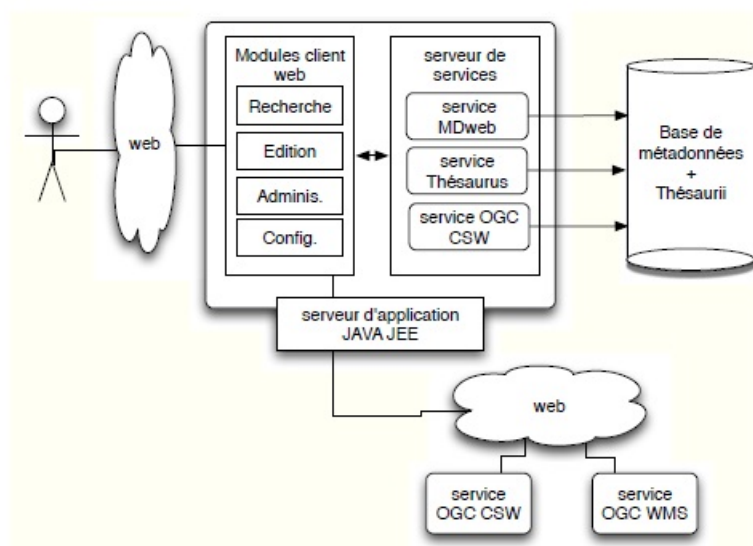 web
Modules client
web
Recherche
Edition
Adminis.
Config.
serveur de
services
service
MDweb
service
Thésaurus
service OGC
CSW
Base de
métadonnées
+
Thésaurii
serveur d'application
JAVA JEE
web
service
OGC CSW
service
OGC WMS